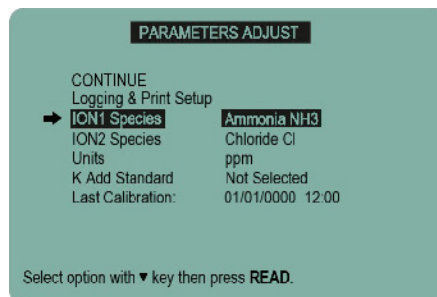 PARAMETERS ADJUST
CONTINUE
Logging & Print Setup
ION1 Species Ammonia NH3
ION2 Species Chloride Cl
Units ppm
K Add Standard Not Selected
Last Calibration: 01/01/0000 12:00
Select option with ▼ key then press READ.